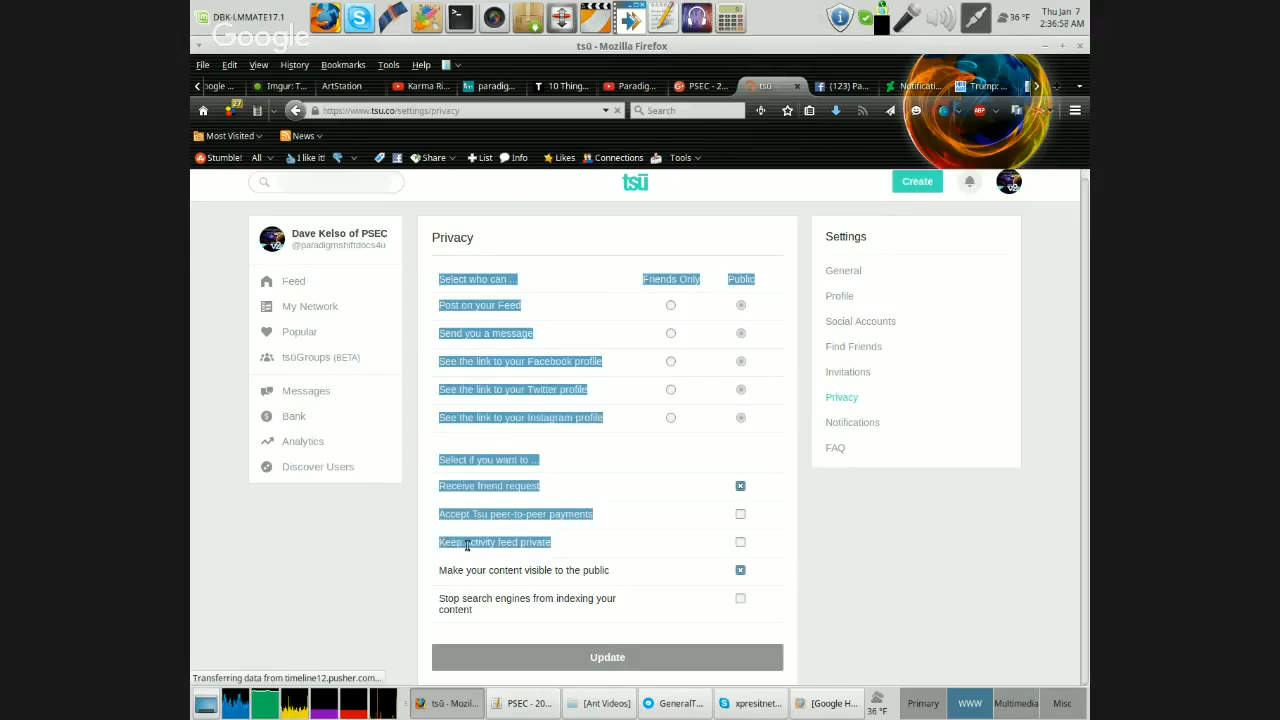 DBK-LMMATE17.1
Google
36 °F
Thu Jan 7
2:36:58 AM
tsū - Mozilla Firefox
File Edit View History Bookmarks Tools Help
oogle ...
Imgur: T...
ArtStation
Karma Ri...
paradig...
10 Thing...
Paradig...
PSEC - 2...
tsū
(123) Pa...
Notificati...
Trump: ...
27
https://www.tsu.co/settings/privacy
Search
ABP
Most Visited
News
Stumble! All I like it! Share List Info Likes Connections Tools
tsū
Create
Dave Kelso of PSEC
@paradigmshiftdocs4u
Feed
My Network
Popular
tsūGroups (BETA)
Messages
Bank
Analytics
Discover Users
Privacy
Select who can ... Friends Only Public
Post on your Feed
Send you a message
See the link to your Facebook profile
See the link to your Twitter profile
See the link to your Instagram profile
Select if you want to ...
Receive friend request
Accept Tsu peer-to-peer payments
Keep activity feed private
Make your content visible to the public
Stop search engines from indexing your
content
Update
Settings
General
Profile
Social Accounts
Find Friends
Invitations
Privacy
Notifications
FAQ
Transferring data from timeline12.pusher.com...
tsū - Mozil...
PSEC - 20...
[Ant Videos]
GeneralT...
xpresitnet...
[Google H...
36 °F
Primary
WWW
Multimedia
Misc